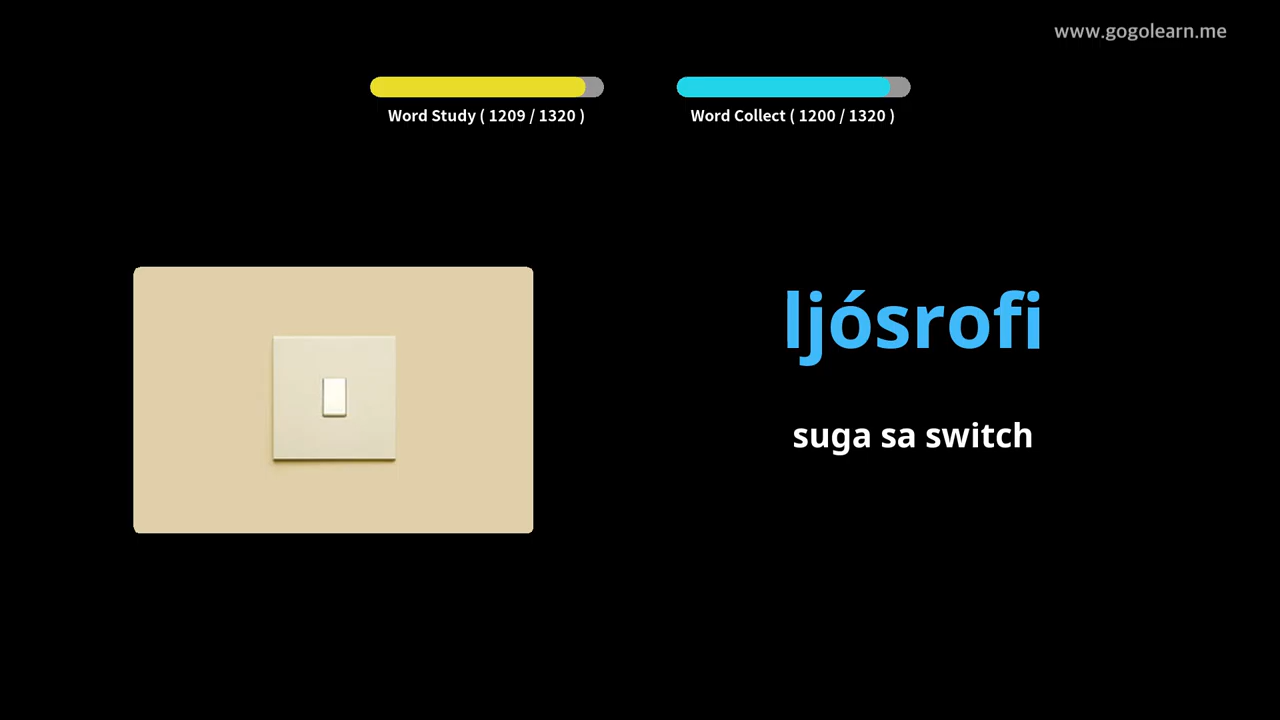 www.gogolearn.me
Word Study ( 1209 / 1320 )
Word Collect ( 1200 / 1320 )
ljósrofi
suga sa switch